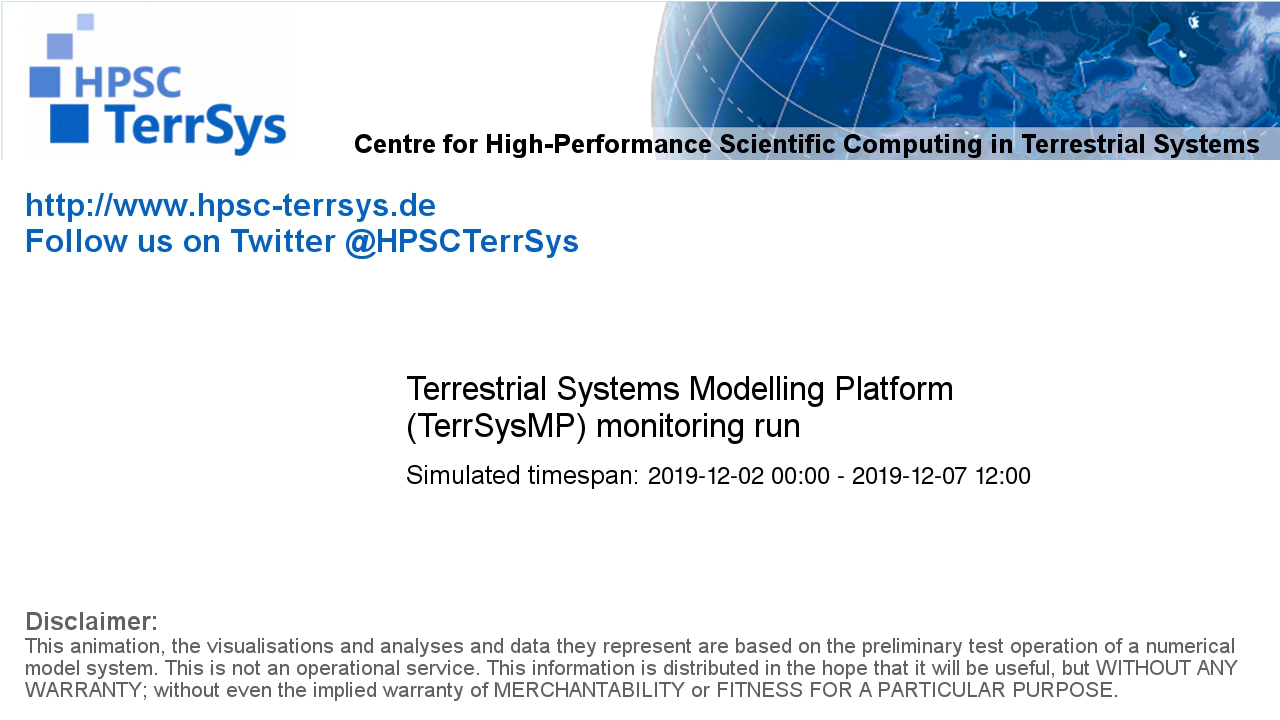 HPSC
TerrSys
Centre for High-Performance Scientific Computing in Terrestrial Systems
http://www.hpsc-terrsys.de
Follow us on Twitter @HPSCTerrSys
Terrestrial Systems Modelling Platform
(TerrSysMP) monitoring run
Simulated timespan: 2019-12-02 00:00 - 2019-12-07 12:00
Disclaimer:
This animation, the visualisations and analyses and data they represent are based on the preliminary test operation of a numerical
model system. This is not an operational service. This information is distributed in the hope that it will be useful, but WITHOUT ANY
WARRANTY; without even the implied warranty of MERCHANTABILITY or FITNESS FOR A PARTICULAR PURPOSE.